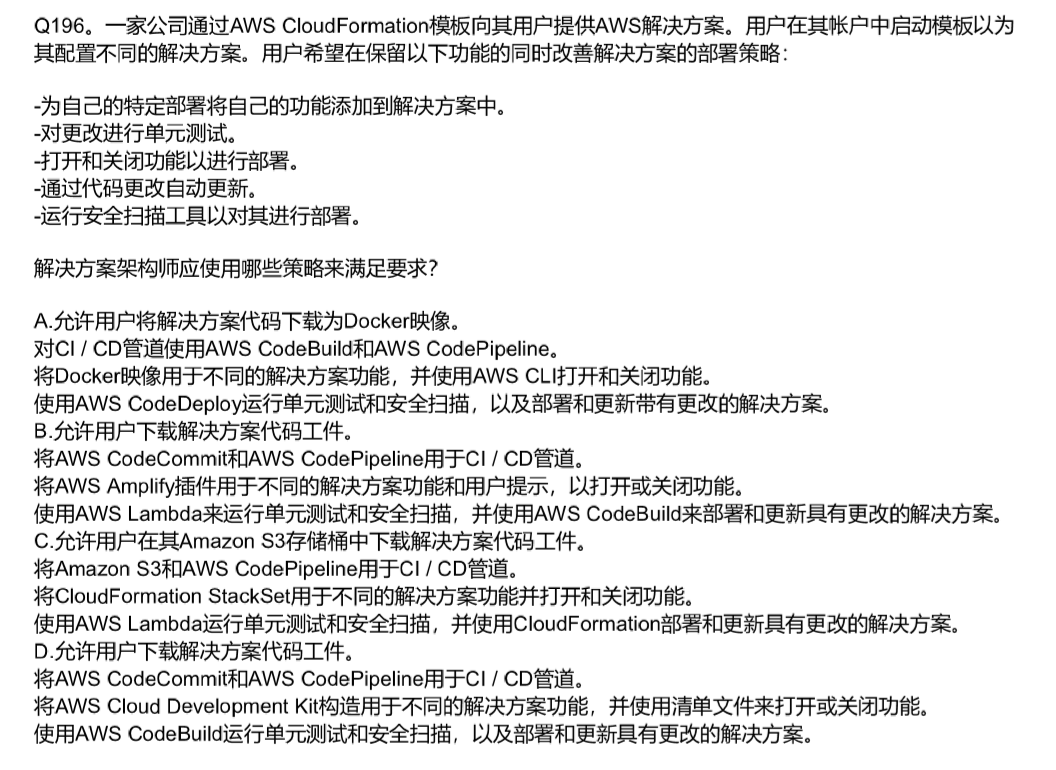 Q196。一家公司通过AWS CloudFormation模板向其用户提供AWS解决方案。用户在其帐户中启动模板以为
其配置不同的解决方案。用户希望在保留以下功能的同时改善解决方案的部署策略：
-为自己的特定部署将自己的功能添加到解决方案中。
-对更改进行单元测试。
-打开和关闭功能以进行部署。
-通过代码更改自动更新。
-运行安全扫描工具以对其进行部署。
解决方案架构师应使用哪些策略来满足要求？
A.允许用户将解决方案代码下载为Docker映像。
对CI / CD管道使用AWS CodeBuild和AWS CodePipeline。
将Docker映像用于不同的解决方案功能，并使用AWS CLI打开和关闭功能。
使用AWS CodeDeploy运行单元测试和安全扫描，以及部署和更新带有更改的解决方案。
B.允许用户下载解决方案代码工件。
将AWS CodeCommit和AWS CodePipeline用于CI / CD管道。
将AWS Amplify插件用于不同的解决方案功能和用户提示，以打开或关闭功能。
使用AWS Lambda来运行单元测试和安全扫描，并使用AWS CodeBuild来部署和更新具有更改的解决方案。
C.允许用户在其Amazon S3存储桶中下载解决方案代码工件。
将Amazon S3和AWS CodePipeline用于CI / CD管道。
将CloudFormation StackSet用于不同的解决方案功能并打开和关闭功能。
使用AWS Lambda运行单元测试和安全扫描，并使用CloudFormation部署和更新具有更改的解决方案。
D.允许用户下载解决方案代码工件。
将AWS CodeCommit和AWS CodePipeline用于CI / CD管道。
将AWS Cloud Development Kit构造用于不同的解决方案功能，并使用清单文件来打开或关闭功能。
使用AWS CodeBuild运行单元测试和安全扫描，以及部署和更新具有更改的解决方案。